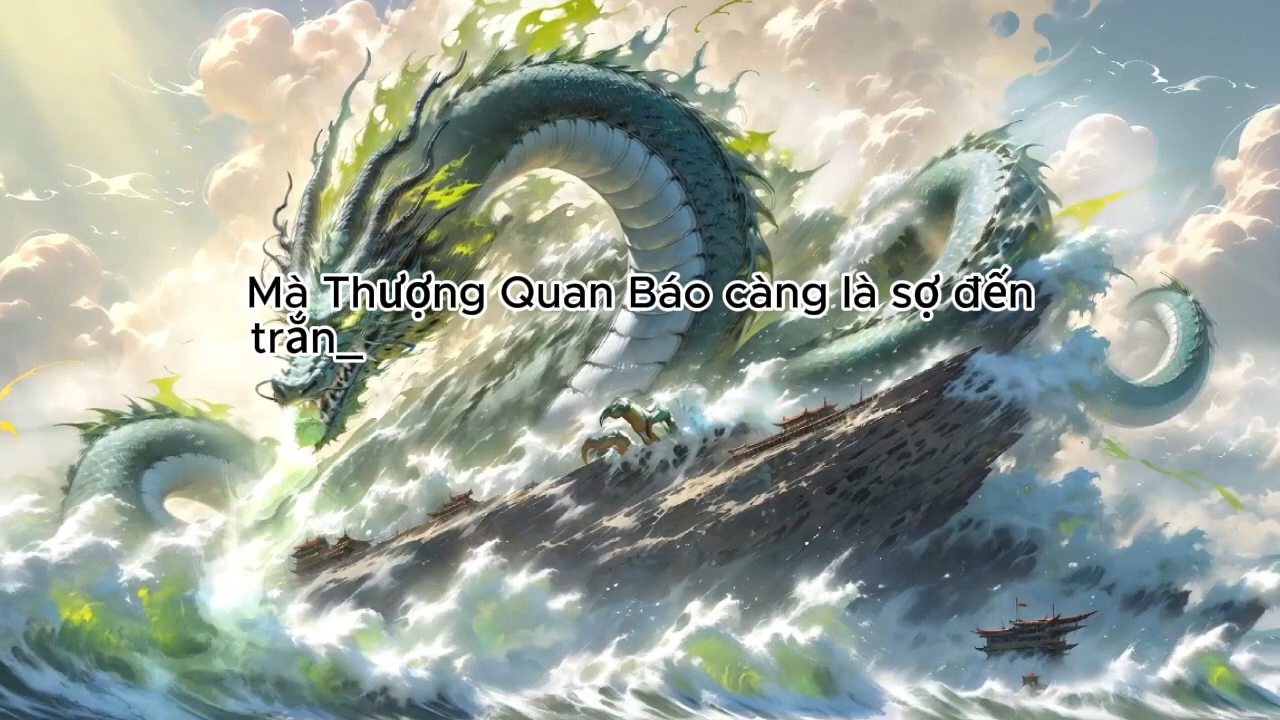 Mà Thượng Quan Báo càng là sợ đến
trắn_